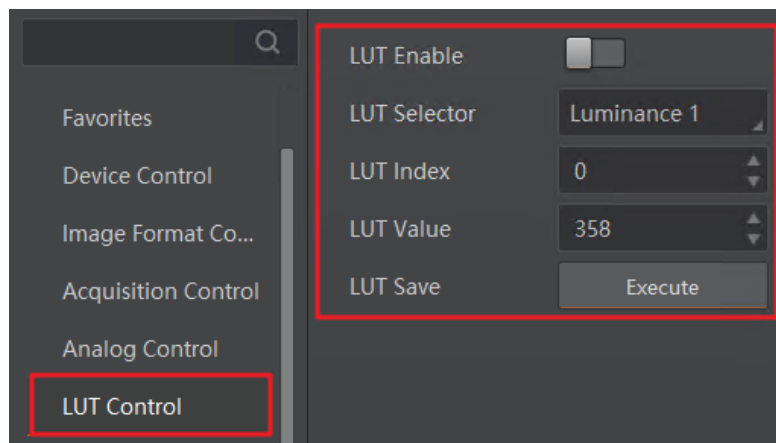 Favorites
Device Control
Image Format Co...
Acquisition Control
Analog Control
LUT Control
LUT Enable
LUT Selector Luminance 1
LUT Index 0
LUT Value 358
LUT Save Execute